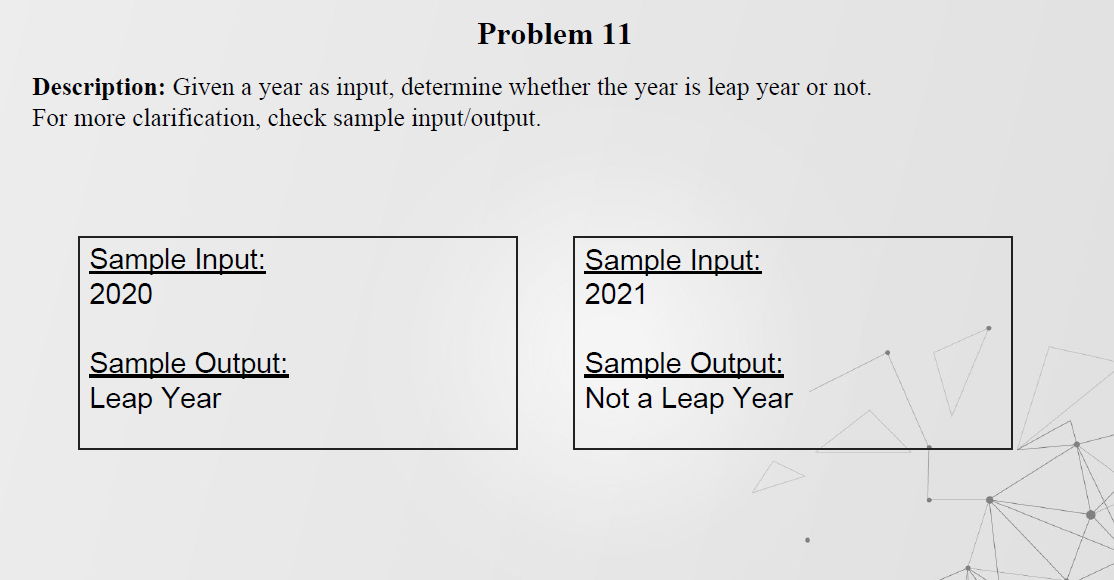 Problem 11
Description: Given a year as input, determine whether the year is leap year or not.
For more clarification, check sample input/output.
Sample Input:
2020
Sample Output:
Leap Year
Sample Input:
2021
Sample Output:
Not a Leap Year